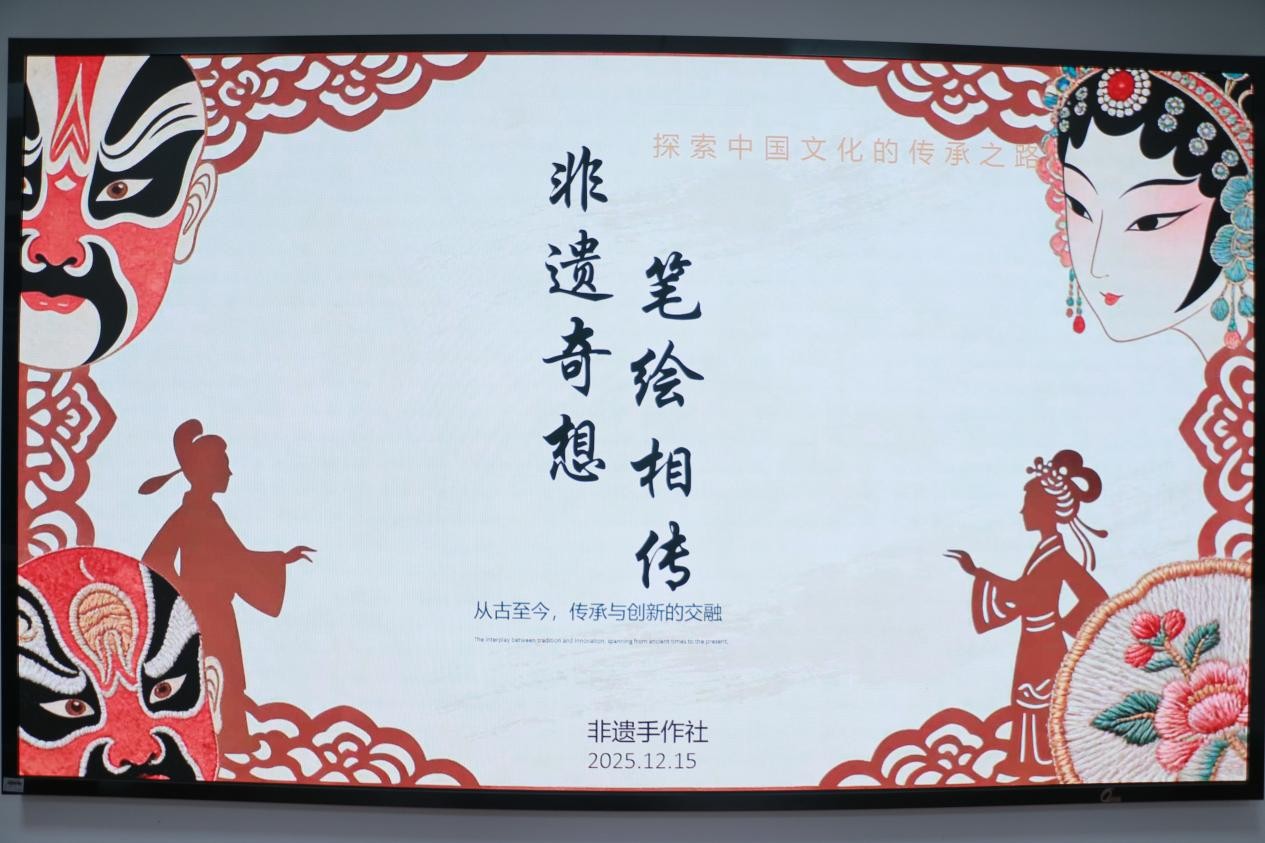 探索中国文化的传承之路
非遗奇想
笔绘相传
从古至今，传承与创新的交融
The interplay between tradition and innovation, spanning from ancient times to the present.
非遗手作社
2025.12.15